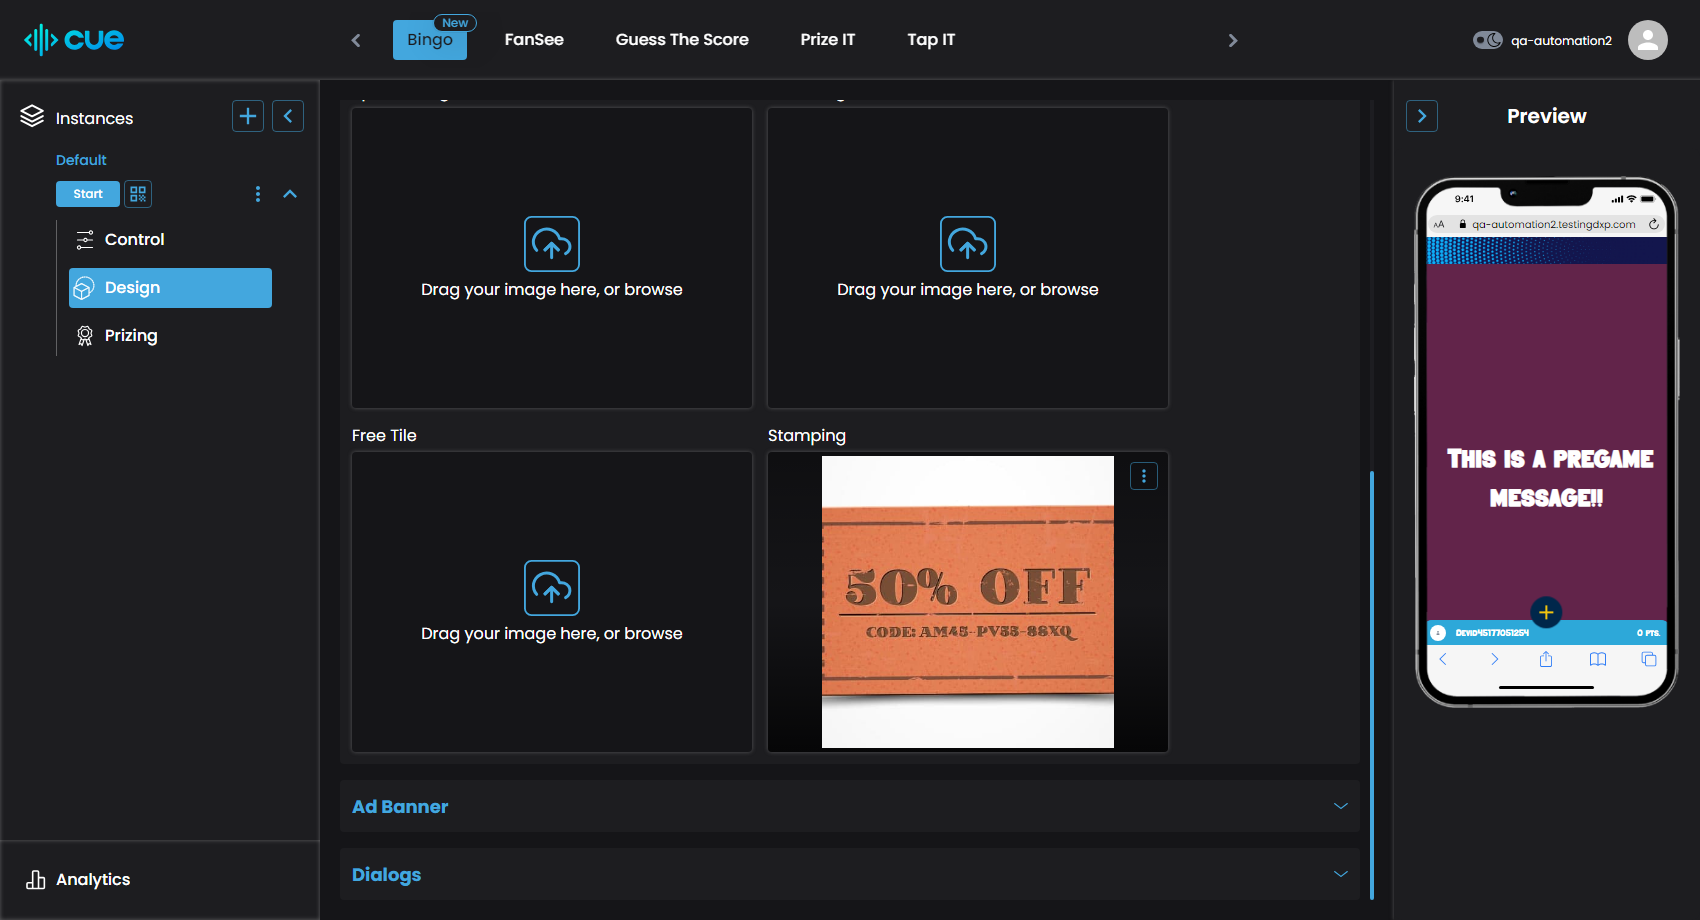 cue
New
Bingo
FanSee
Guess The Score
Prize IT
Tap IT
qa-automation2
Instances
Default
Start
Control
Design
Prizing
Analytics
Drag your image here, or browse
Drag your image here, or browse
Free Tile
Stamping
Drag your image here, or browse
50% OFF
CODE: AM45-PV55-88XQ
Ad Banner
Dialogs
Preview
9:41
AA
qa-automation2.testingdxp.com
THIS IS A PREGAME
MESSAGE!!
0 PTS.